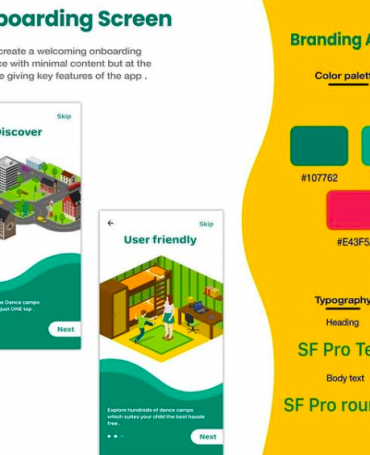 boarding Screen
create a welcoming onboarding
ce with minimal content but at the
e giving key features of the app .
Skip
Discover
ne Dance camps
just ONE tap .
Next
Skip
User friendly
Explore hundreds of dance camps
which suites your child the best hassle
free .
Next
Branding A
Color palett
#107762
#E43F5
Typography
Heading
SF Pro Te
Body text
SF Pro roun